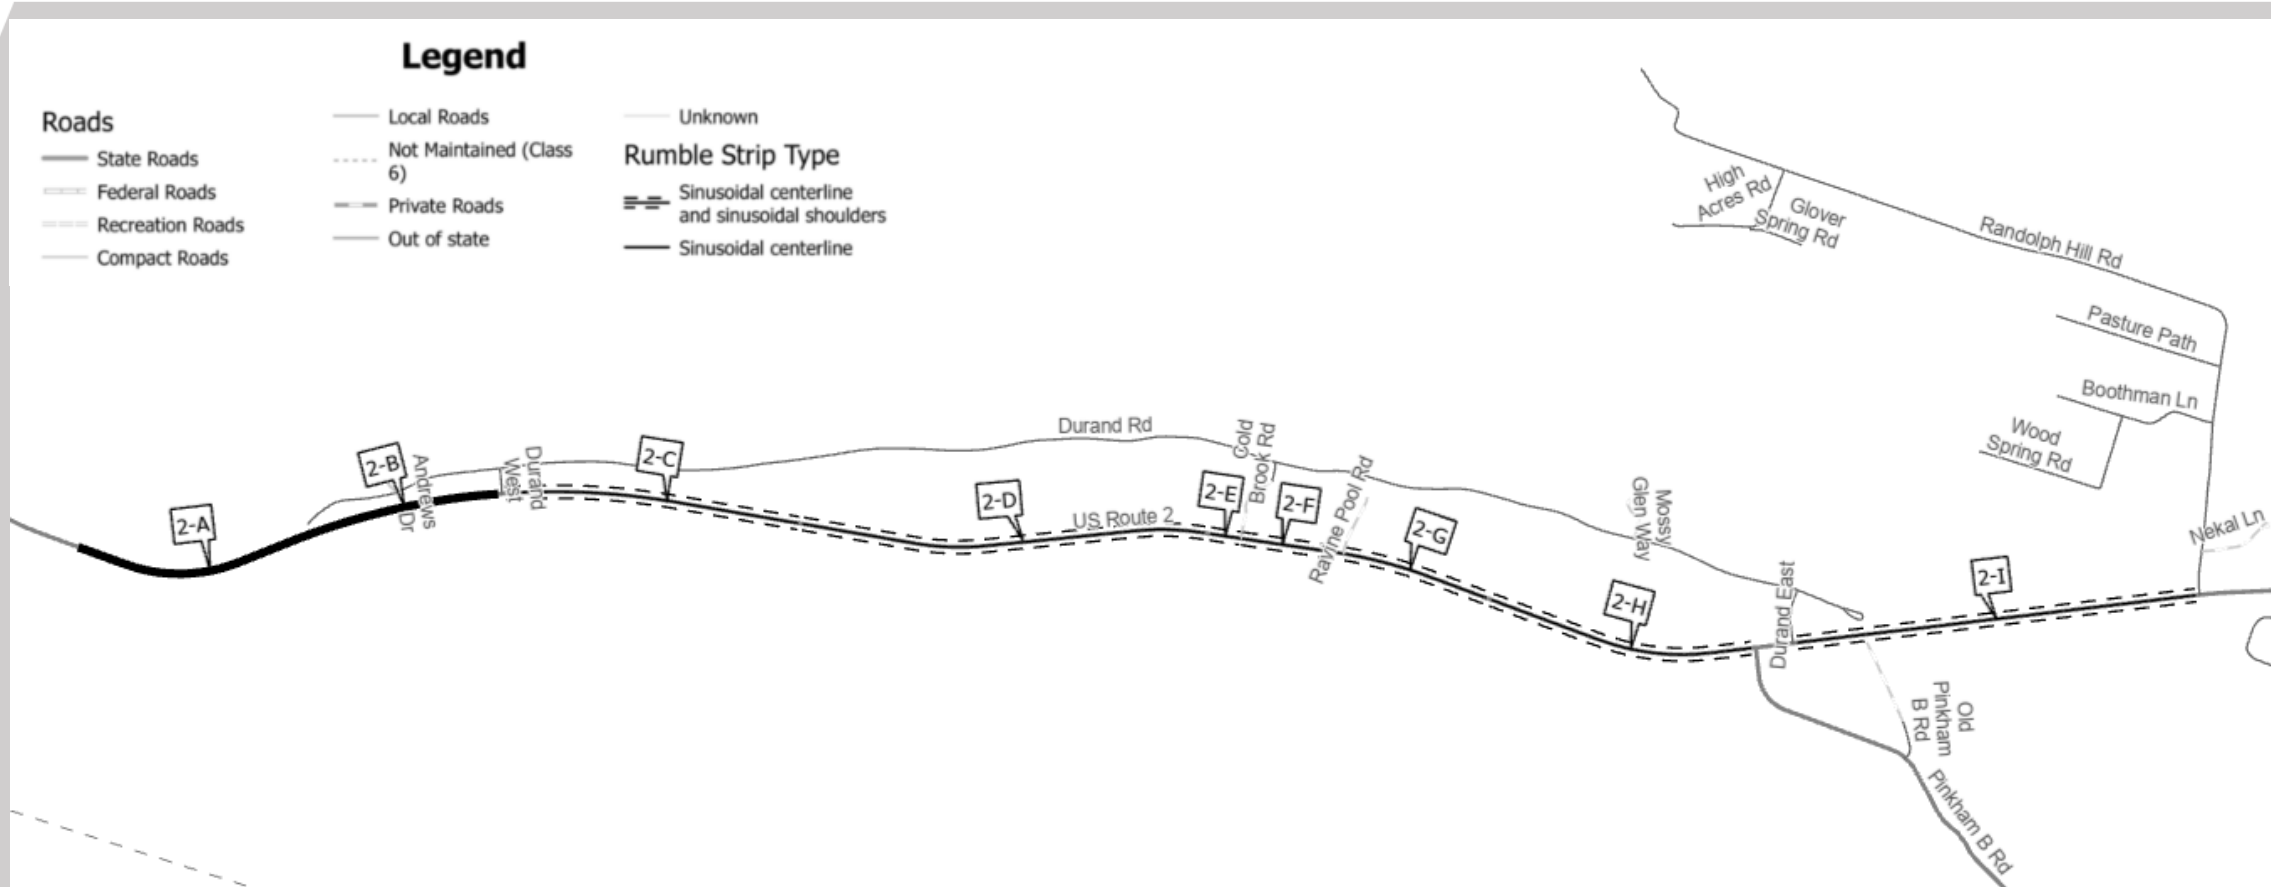 Legend
Roads
State Roads
Federal Roads
Recreation Roads
Compact Roads
Local Roads
Not Maintained (Class
6)
Private Roads
Out of state
Unknown
Rumble Strip Type
Sinusoidal centerline
and sinusoidal shoulders
Sinusoidal centerline
High
Acres Rd
Glover
Spring Rd
Randolph Hill Rd
Pasture Path
Boothman Ln
Wood
Spring Rd
Nekal Ln
Durand Rd
Cold
Brook Rd
Ravine Pool Rd
Mossy
Glen Way
Durand
West
Andrews
Dr
US Route 2
Durand East
Old
Pinkham
B Rd
Pinkham B Rd
2-A
2-B
2-C
2-D
2-E
2-F
2-G
2-H
2-I